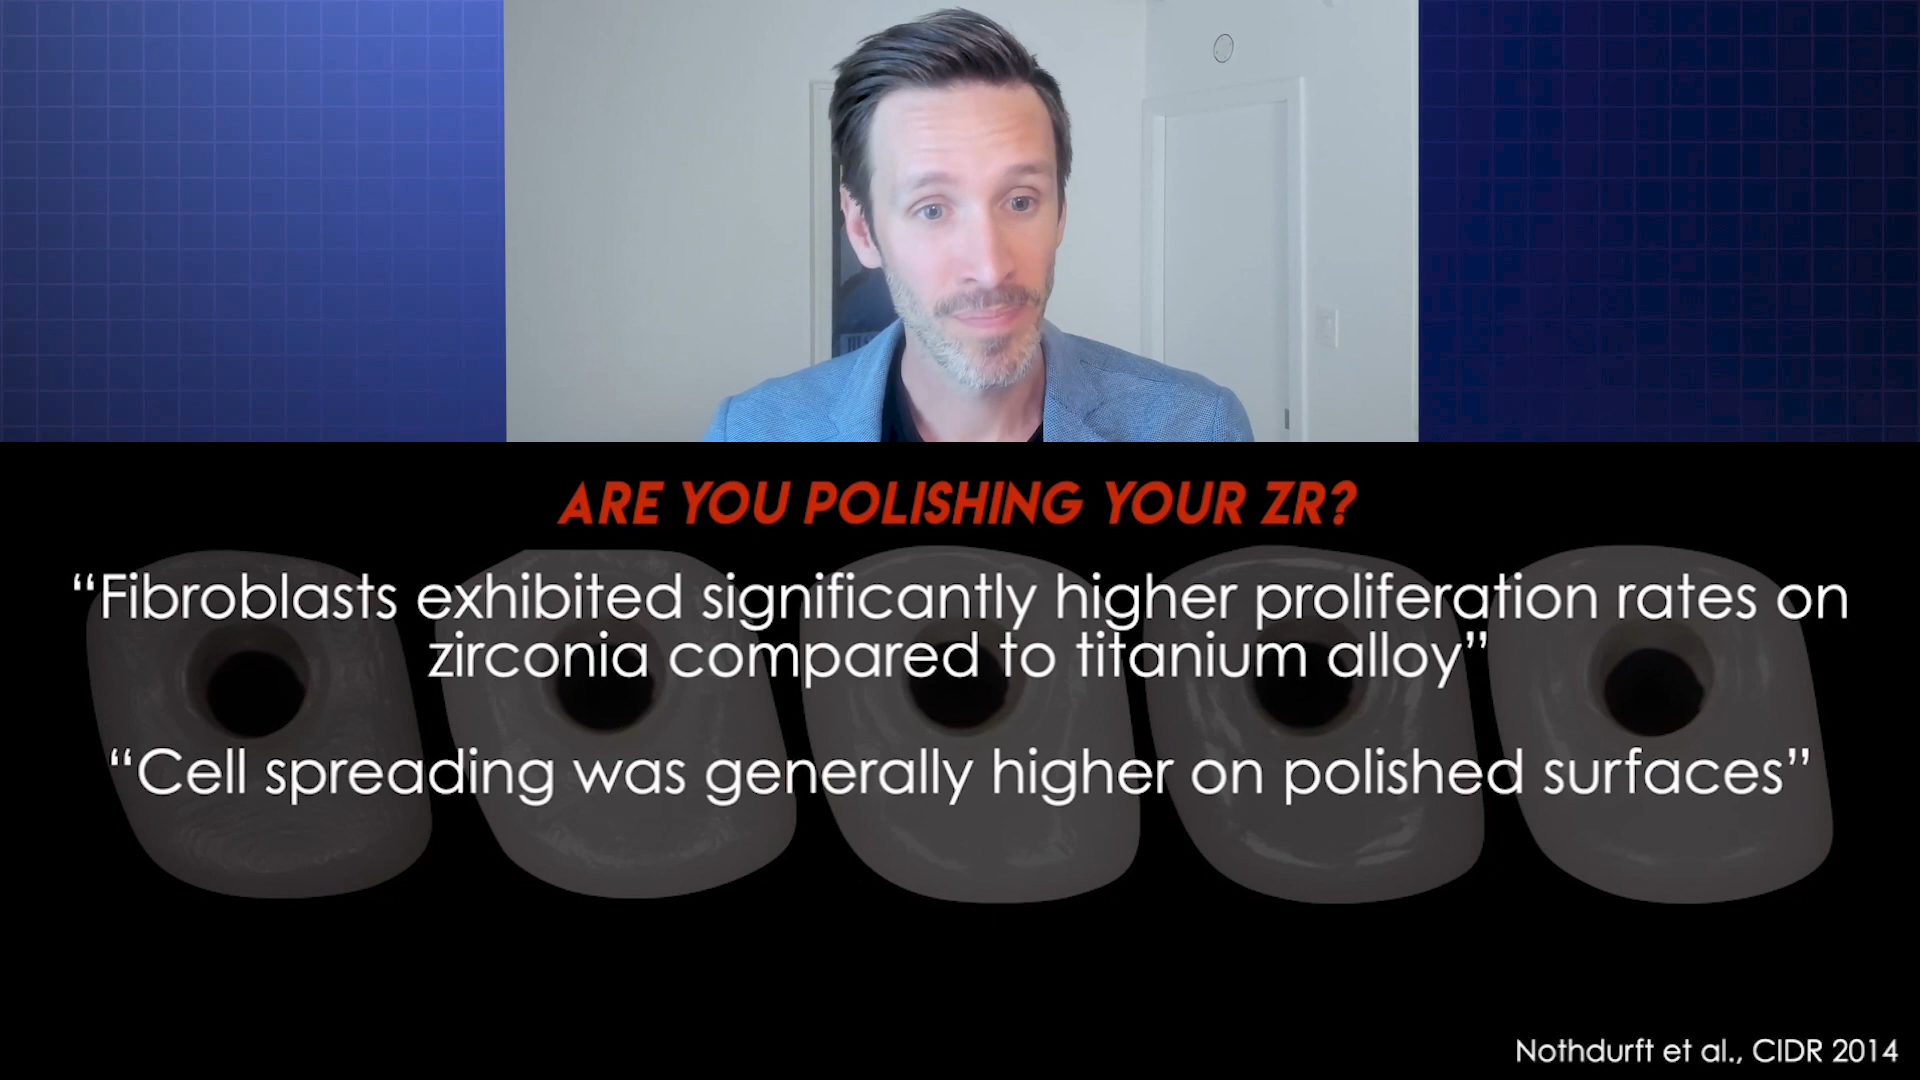 ARE YOU POLISHING YOUR ZR?
“Fibroblasts exhibited significantly higher proliferation rates on
zirconia compared to titanium alloy”
“Cell spreading was generally higher on polished surfaces”
Nothdurft et al., CIDR 2014